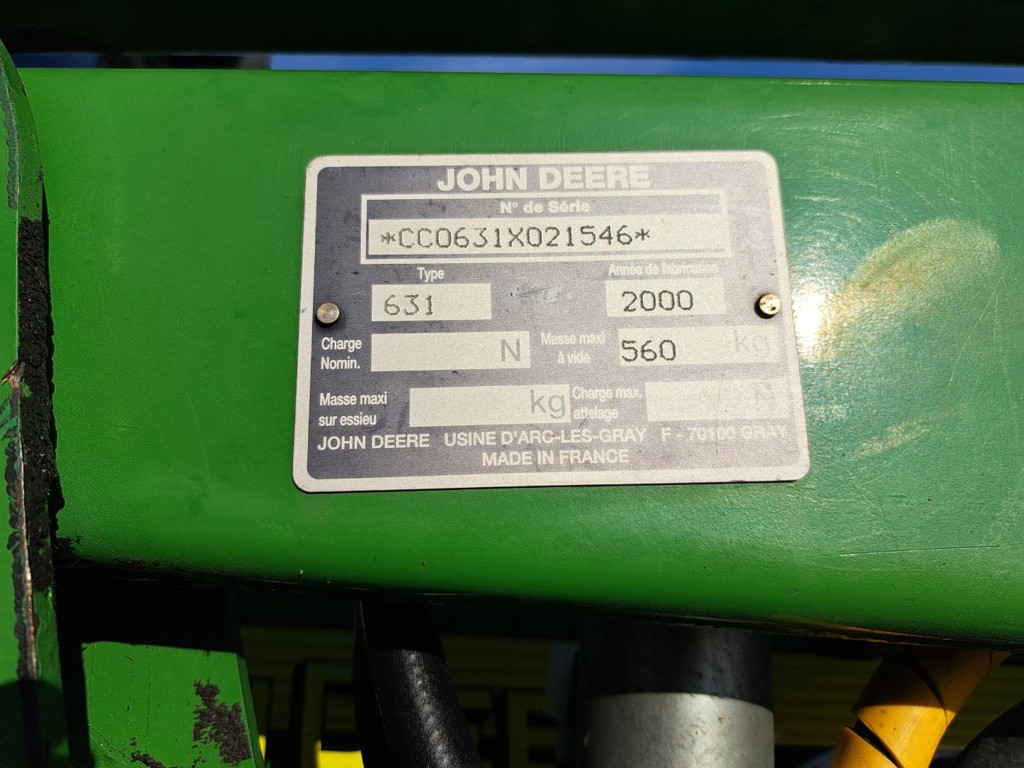 JOHN DEERE
N° de Série
*CC0631X021546*
Type
Année de fabrication
631
2000
Charge Nomin.
N
Masse maxi à vide
560 kg
Masse maxi sur essieu
kg
Charge max. attelage
N
JOHN DEERE USINE D'ARC-LES-GRAY F - 70100 GRAY
MADE IN FRANCE